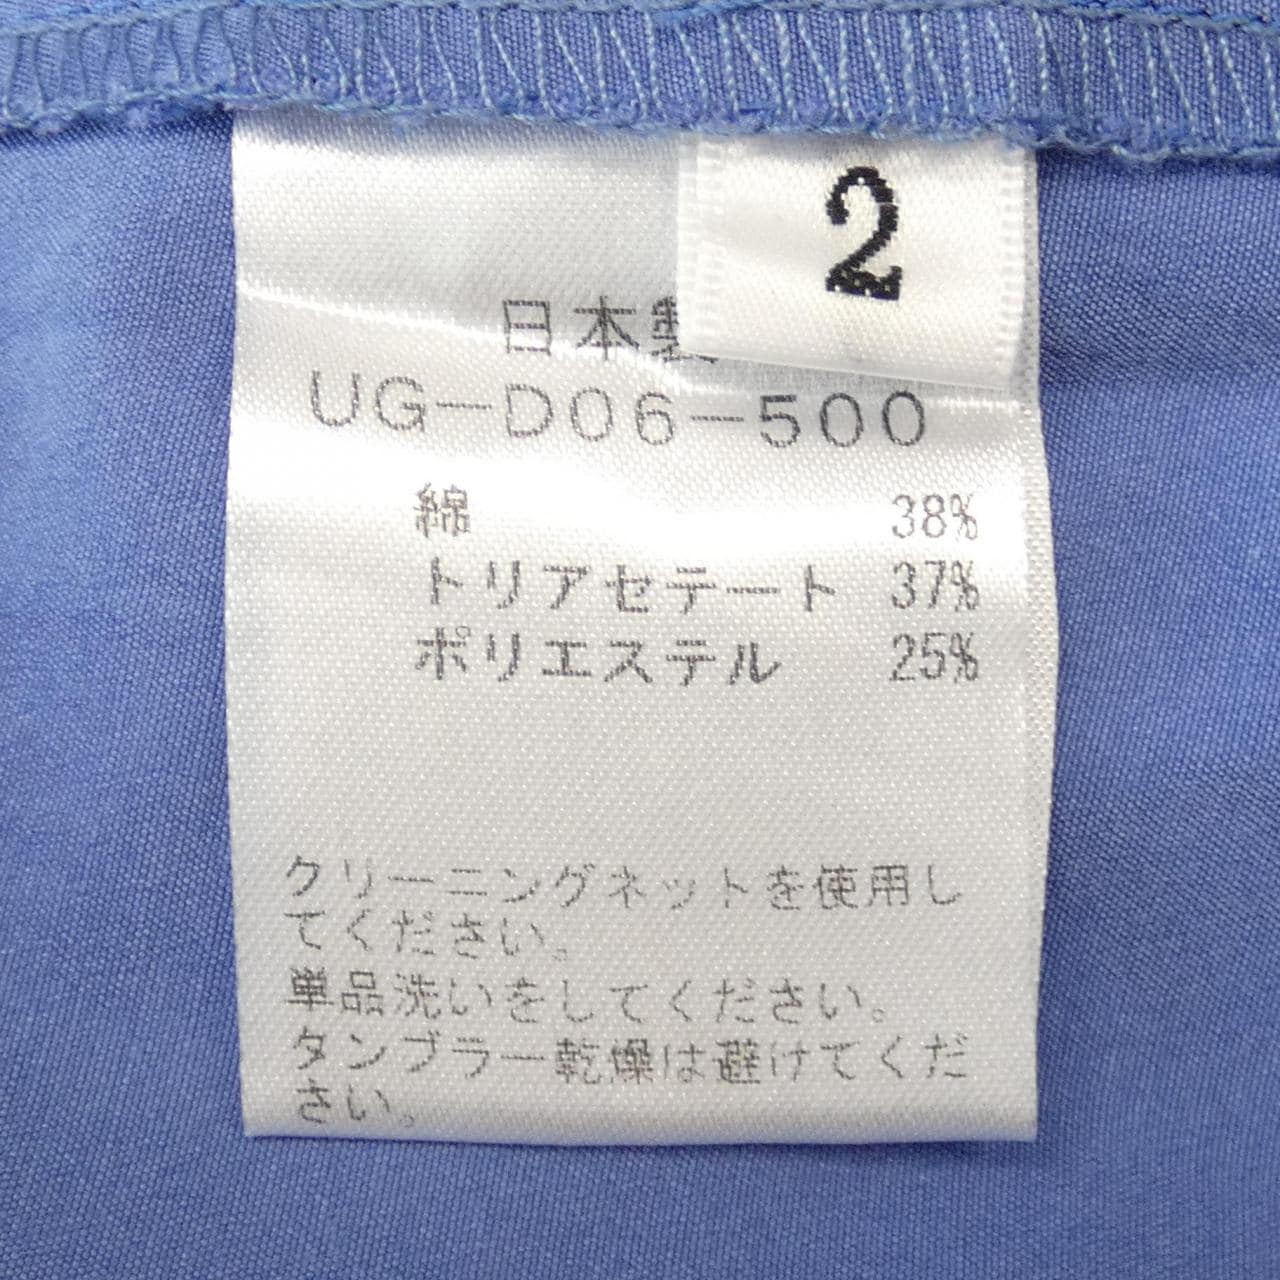 2
日本製
UG-D06-500
綿 38%
トリアセテート 37%
ポリエステル 25%
クリーニングネットを使用し
てください。
単品洗いをしてください。
タンブラー乾燥は避けてくだ
さい。